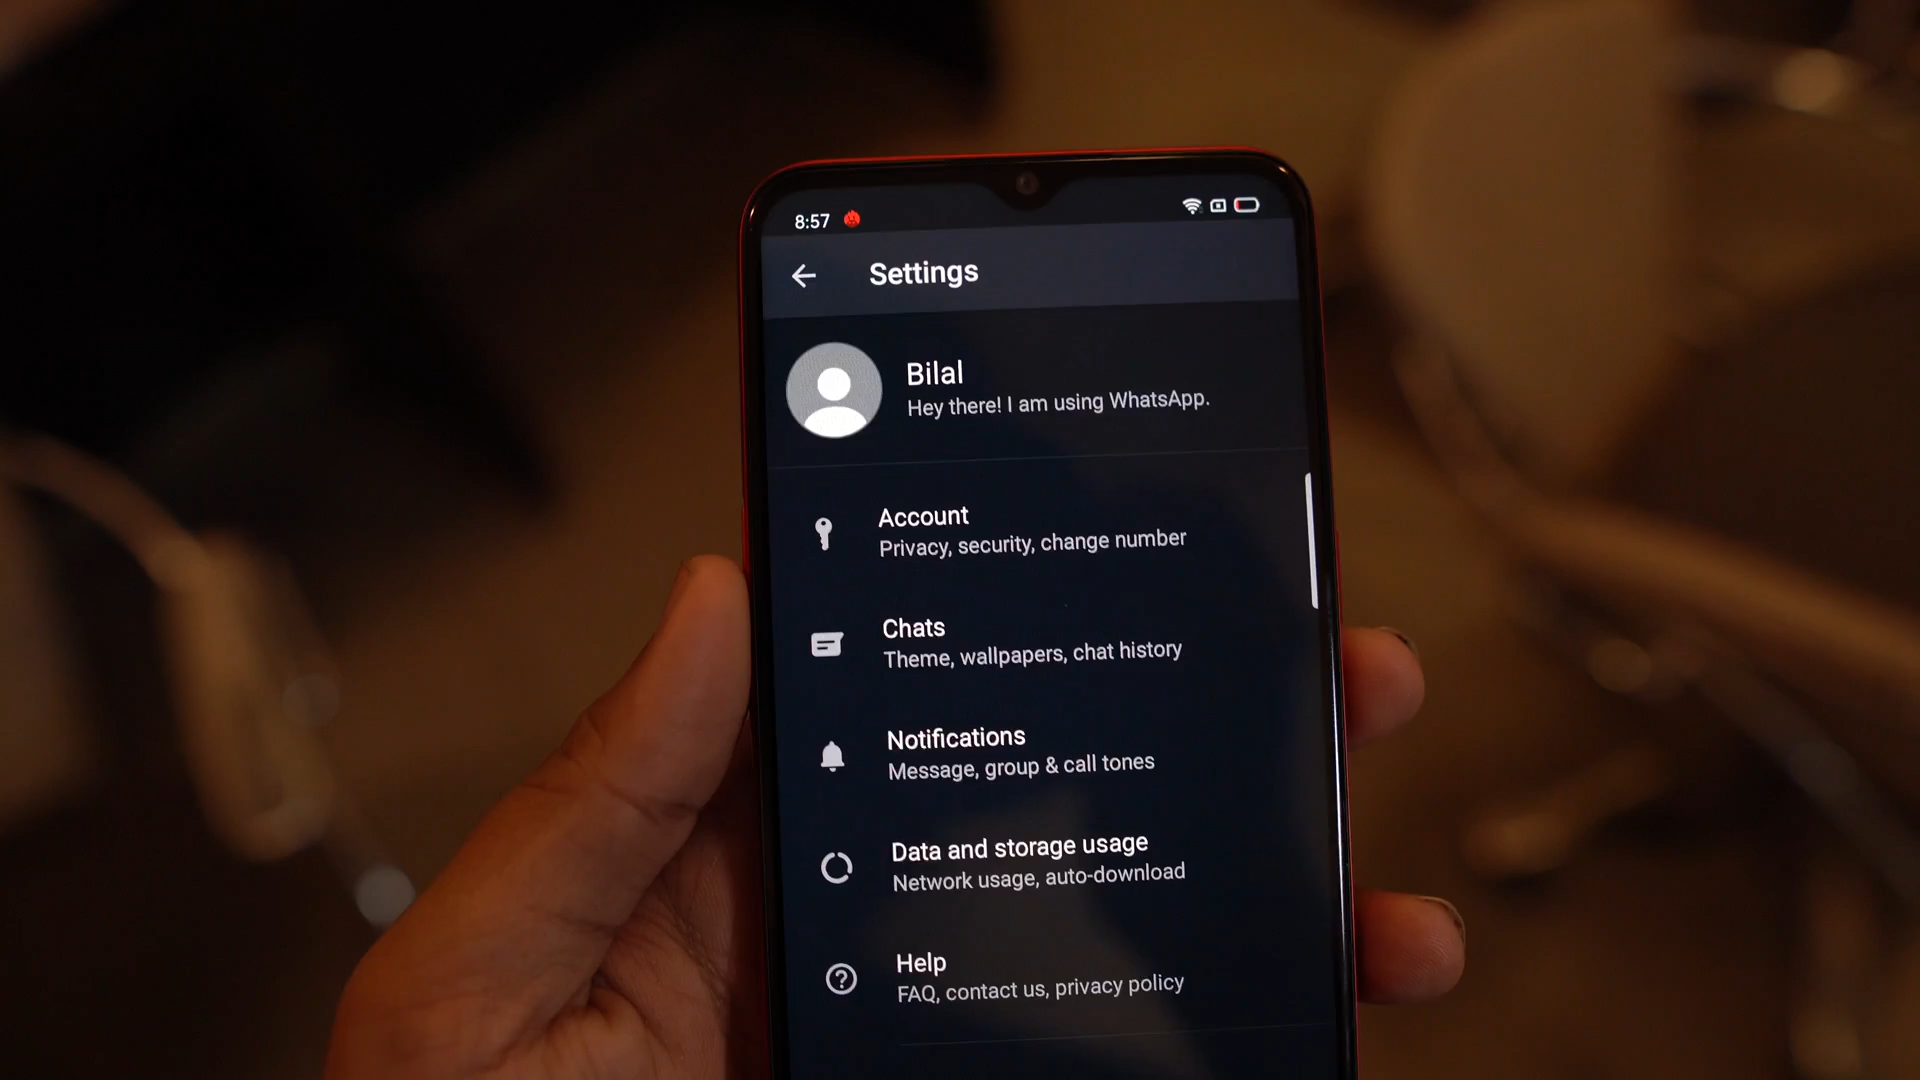 8:57
Settings
Bilal
Hey there! I am using WhatsApp.
Account
Privacy, security, change number
Chats
Theme, wallpapers, chat history
Notifications
Message, group & call tones
Data and storage usage
Network usage, auto-download
Help
FAQ, contact us, privacy policy